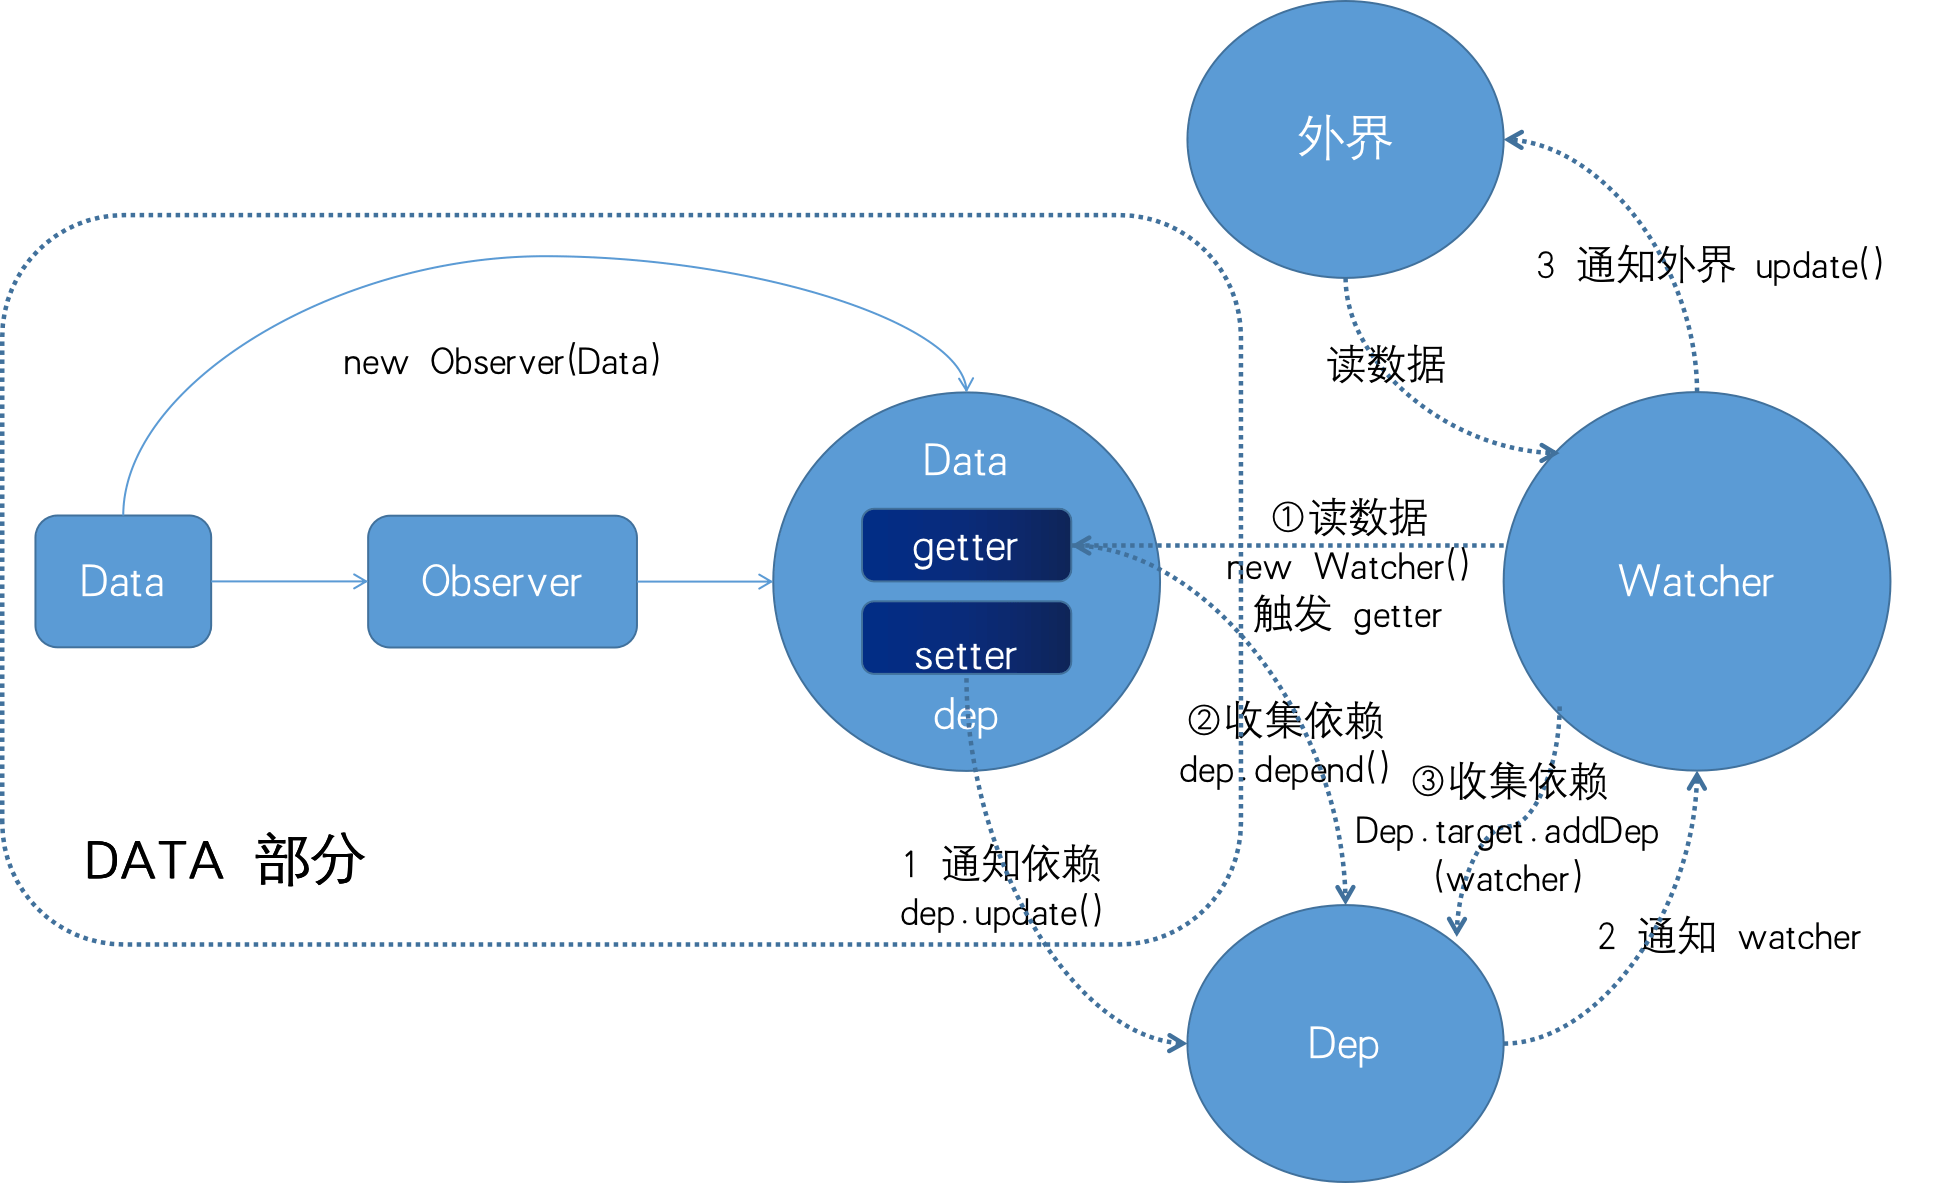 外界
3 通知外界 update()
new Observer(Data)
读数据
Data
①读数据
new Watcher()
触发 getter
getter
Data
Observer
Watcher
setter
dep
②收集依赖
dep.depend()
③收集依赖
Dep.target.addDep
(watcher)
DATA 部分
1 通知依赖
dep.update()
2 通知 watcher
Dep